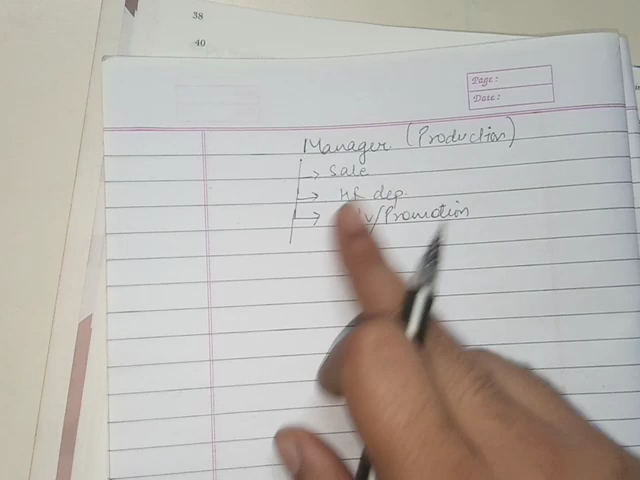 38
40
Page:
Date:
Manager (Production)
→ Sale
→ HR dep.
→ /Promotion